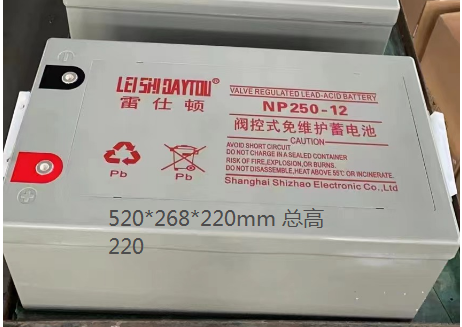 LEI SHI DAYTON
雷仕顿
VALVE REGULATED LEAD-ACID BATTERY
NP250-12
阀控式免维护蓄电池
CAUTION
AVOID SHORT CIRCUIT
DO NOT CHARGE IN A SEALED CONTAINER
RISK OF FIRE,EXPLOSION,OR BURNS.
DO NOT DISASSEMBLE,HEAT ABOVE 55℃ OR INCINERATE.
Shanghai Shizhao Electronic Co.,Ltd
Pb
Pb
520*268*220mm 总高
220